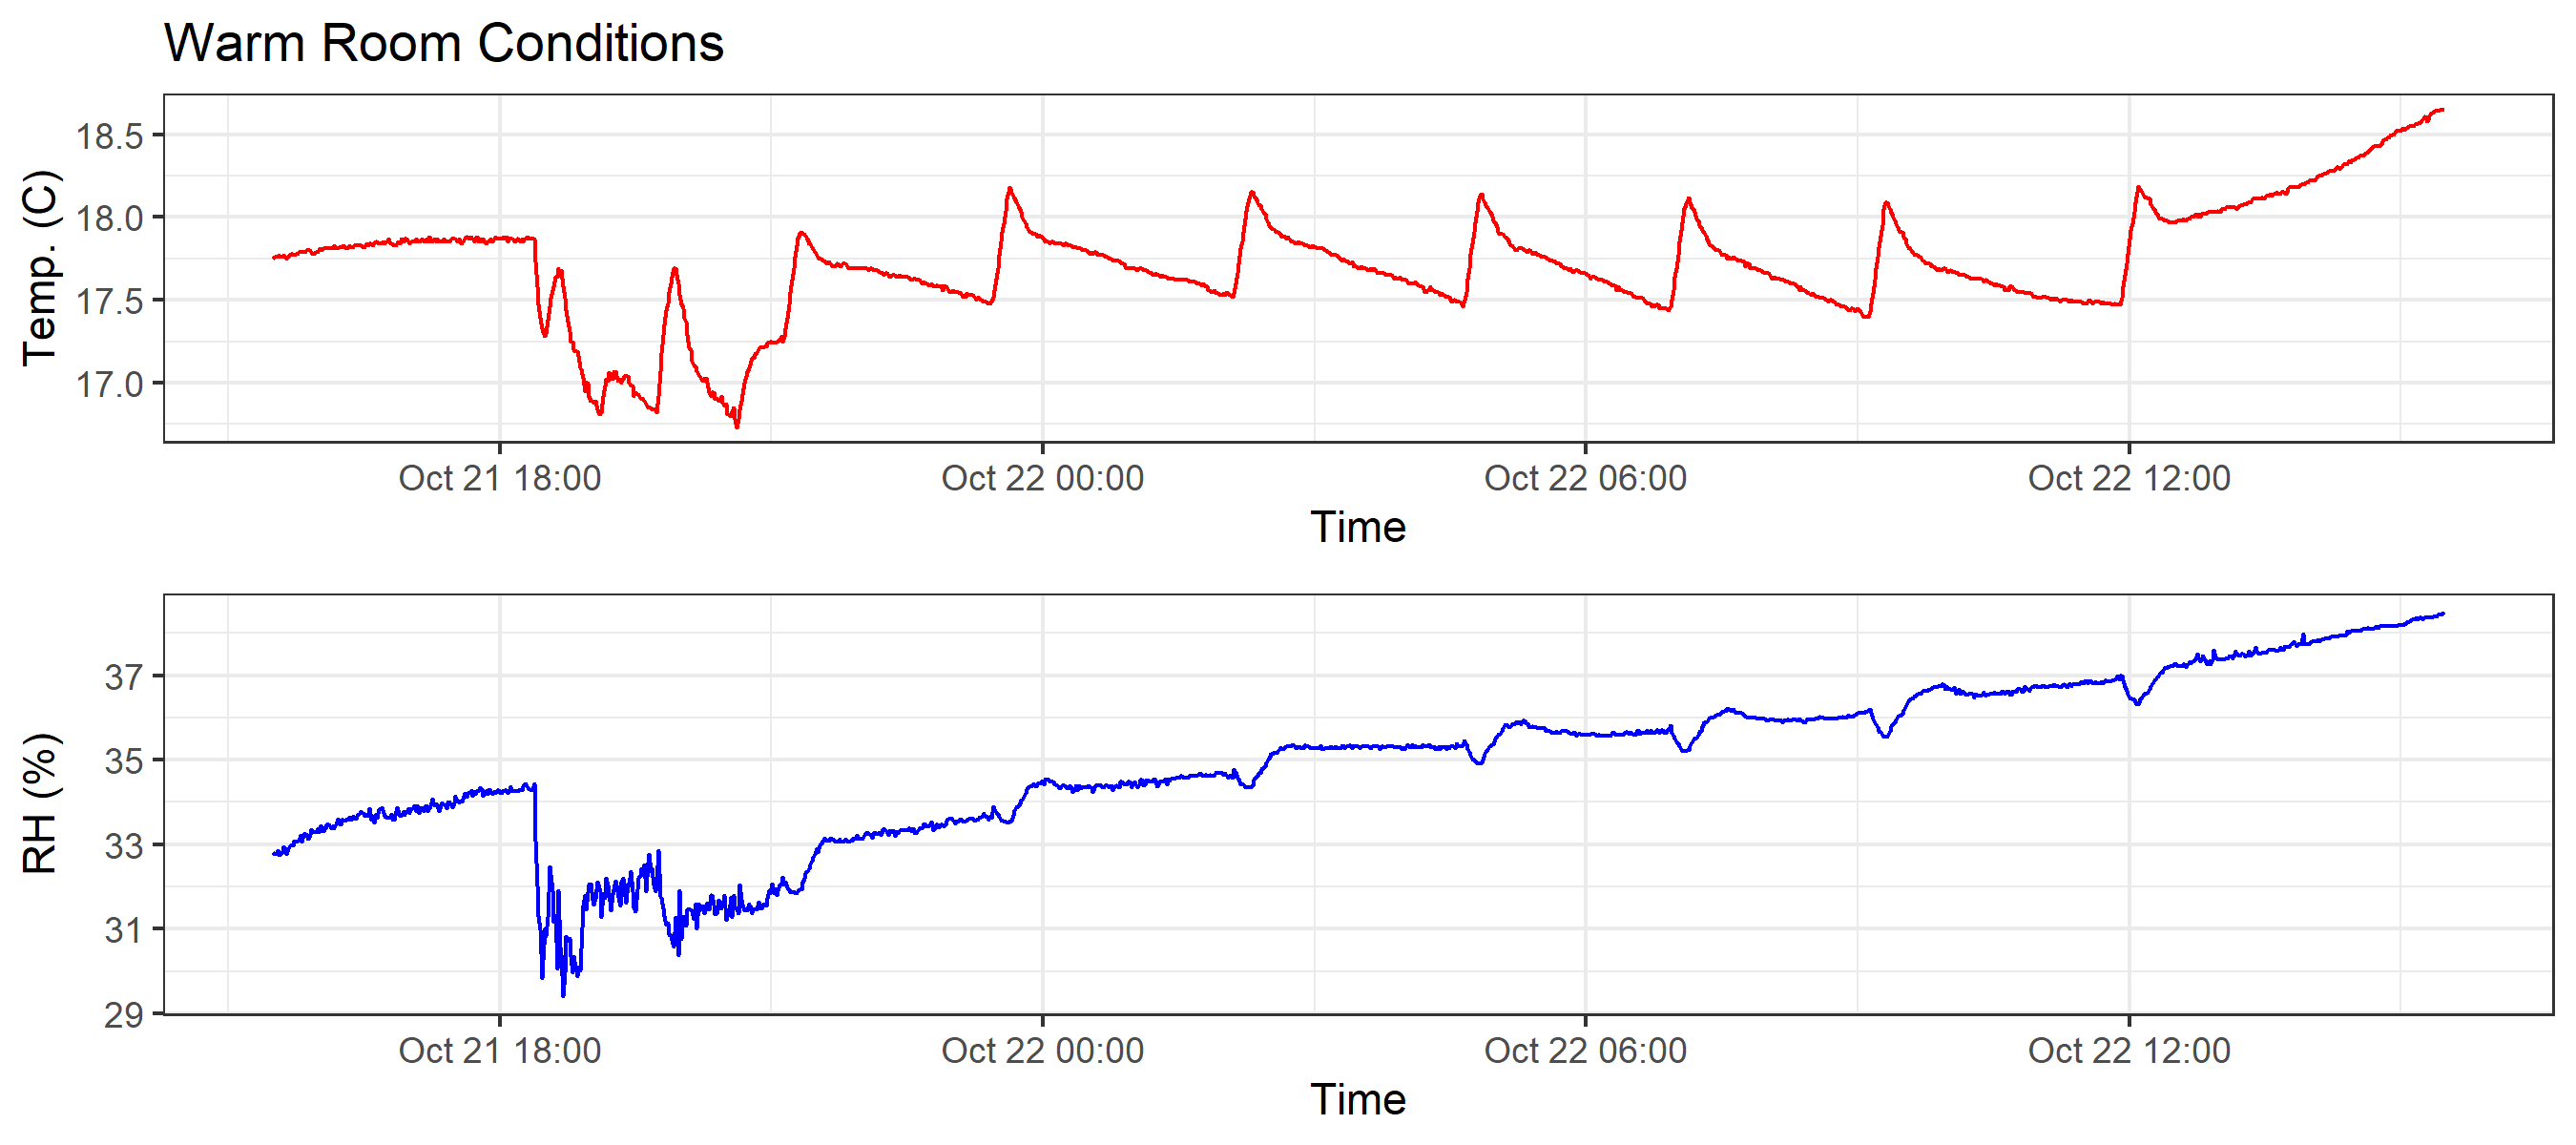 Warm Room Conditions
Temp. (C)
18.5
18.0
17.5
17.0
Oct 21 18:00 Oct 22 00:00 Oct 22 06:00 Oct 22 12:00
Time
RH (%)
37
35
33
31
29
Oct 21 18:00 Oct 22 00:00 Oct 22 06:00 Oct 22 12:00
Time